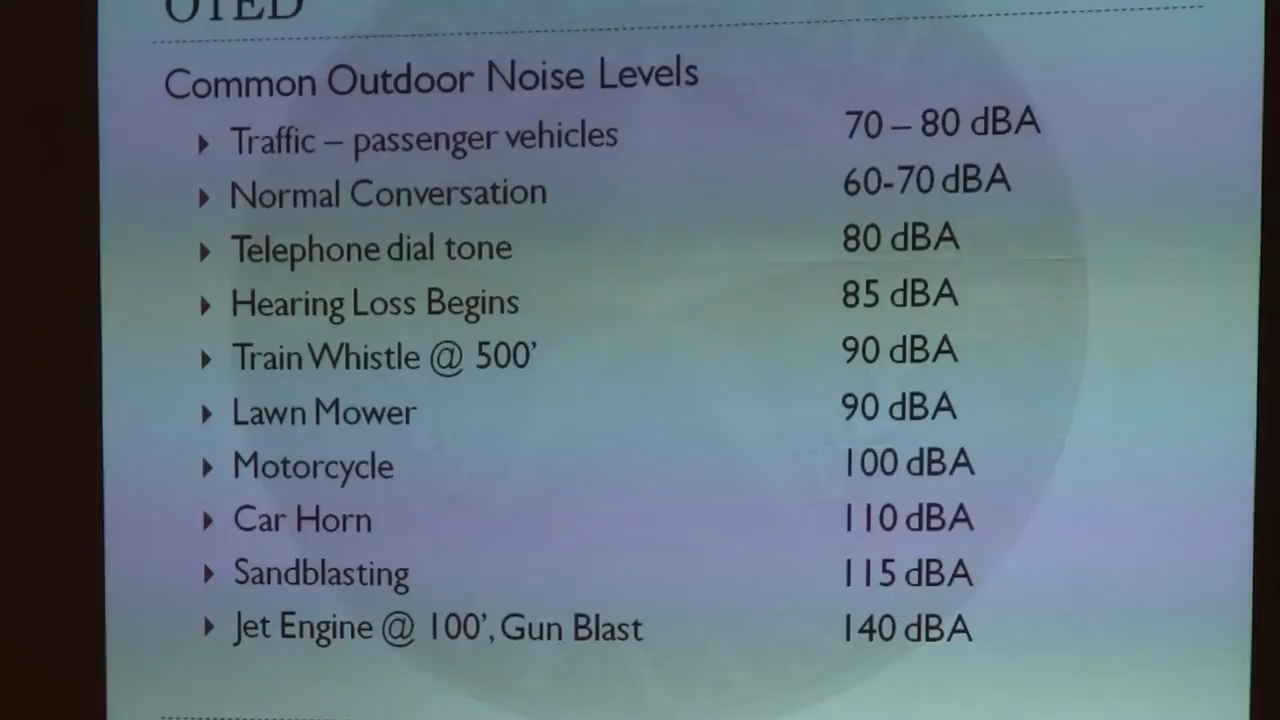 OTED
Common Outdoor Noise Levels
Traffic – passenger vehicles 70 – 80 dBA
Normal Conversation 60-70 dBA
Telephone dial tone 80 dBA
Hearing Loss Begins 85 dBA
Train Whistle @ 500’ 90 dBA
Lawn Mower 90 dBA
Motorcycle 100 dBA
Car Horn 110 dBA
Sandblasting 115 dBA
Jet Engine @ 100’, Gun Blast 140 dBA